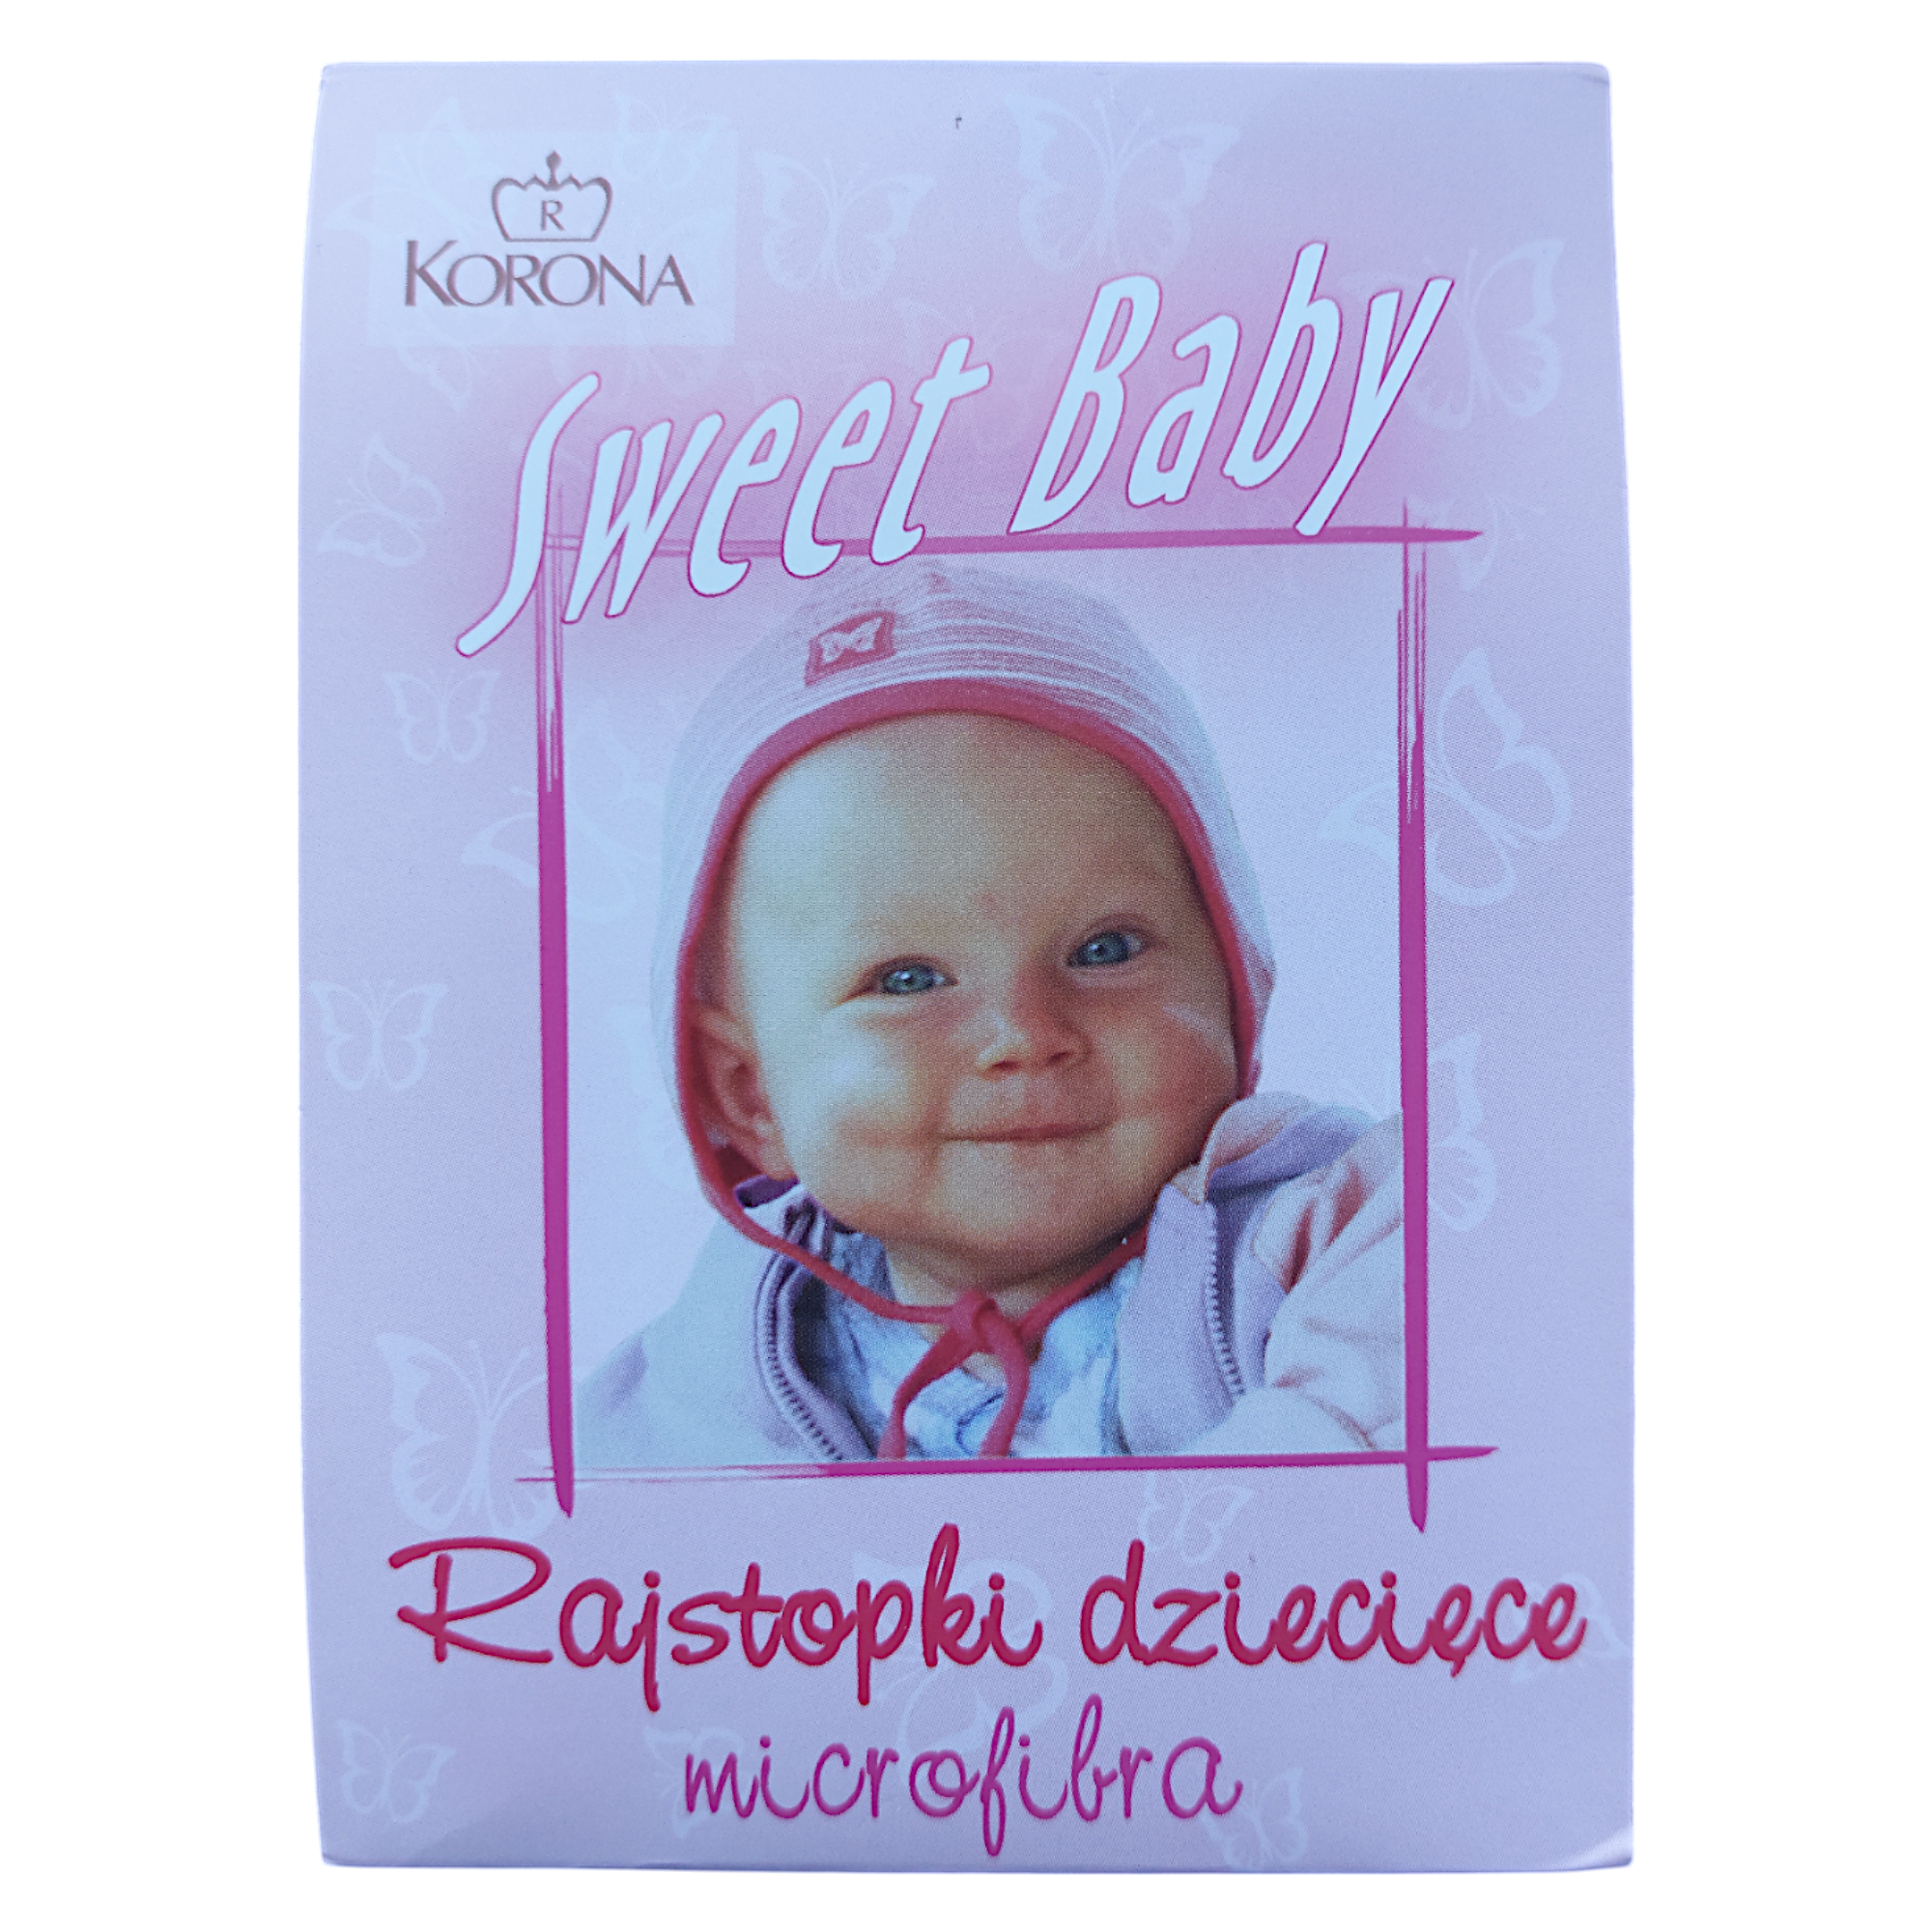 R
KORONA
Sweet Baby
Rajstopki dziecięce
microfibra